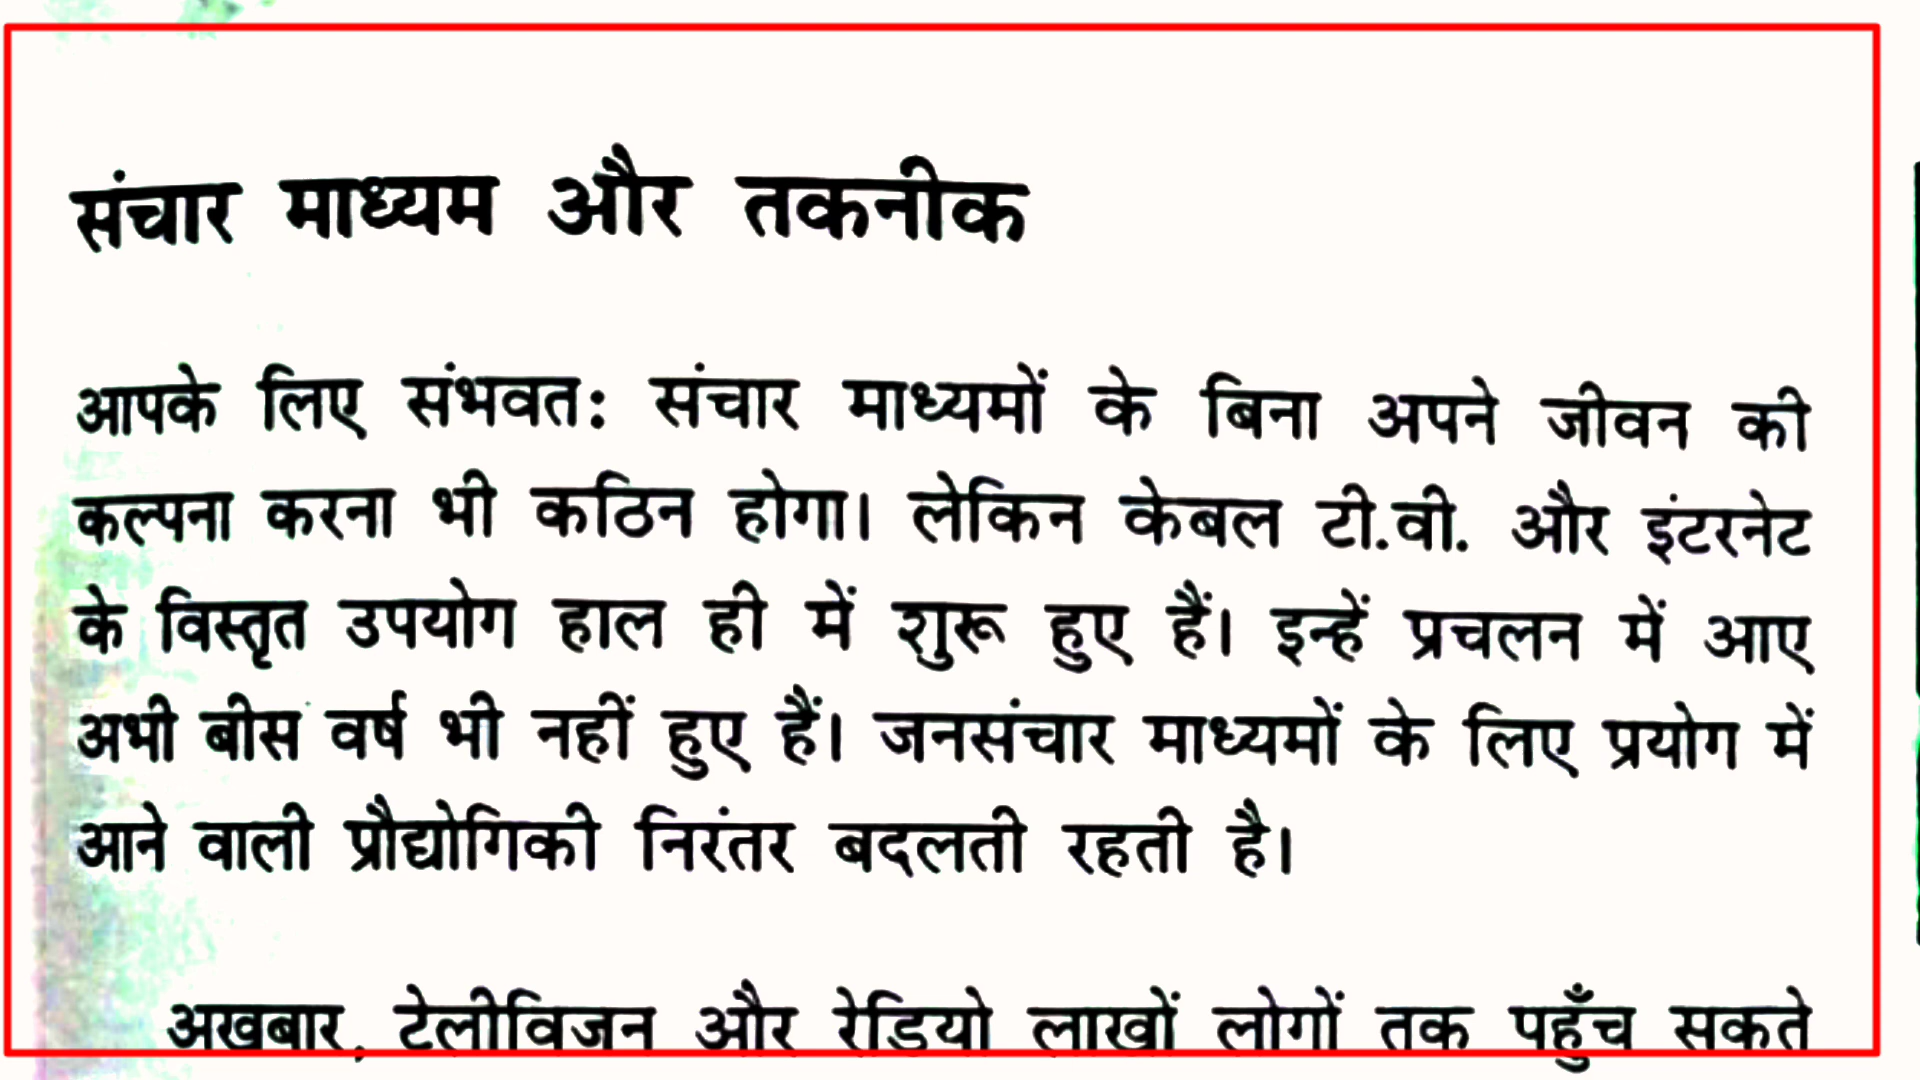 संचार माध्यम और तकनीक
आपके लिए संभवत: संचार माध्यमों के बिना अपने जीवन की
कल्पना करना भी कठिन होगा। लेकिन केबल टी.वी. और इंटरनेट
के विस्तृत उपयोग हाल ही में शुरू हुए हैं। इन्हें प्रचलन में आए
अभी बीस वर्ष भी नहीं हुए हैं। जनसंचार माध्यमों के लिए प्रयोग में
आने वाली प्रौद्योगिकी निरंतर बदलती रहती है।
अखबार, टेलीविजन और रेडियो लाखों लोगों तक पहुँच सकते